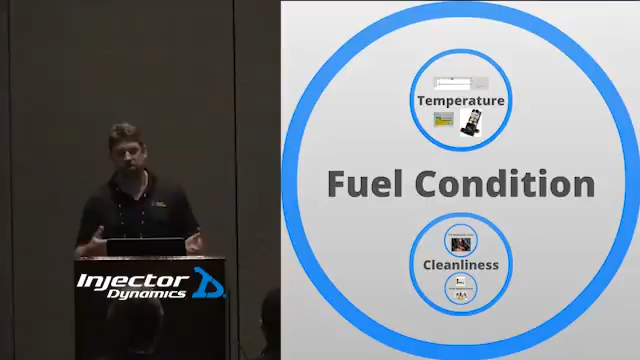 Temperature
Fuel Condition
Cleanliness
Injector
Dynamics